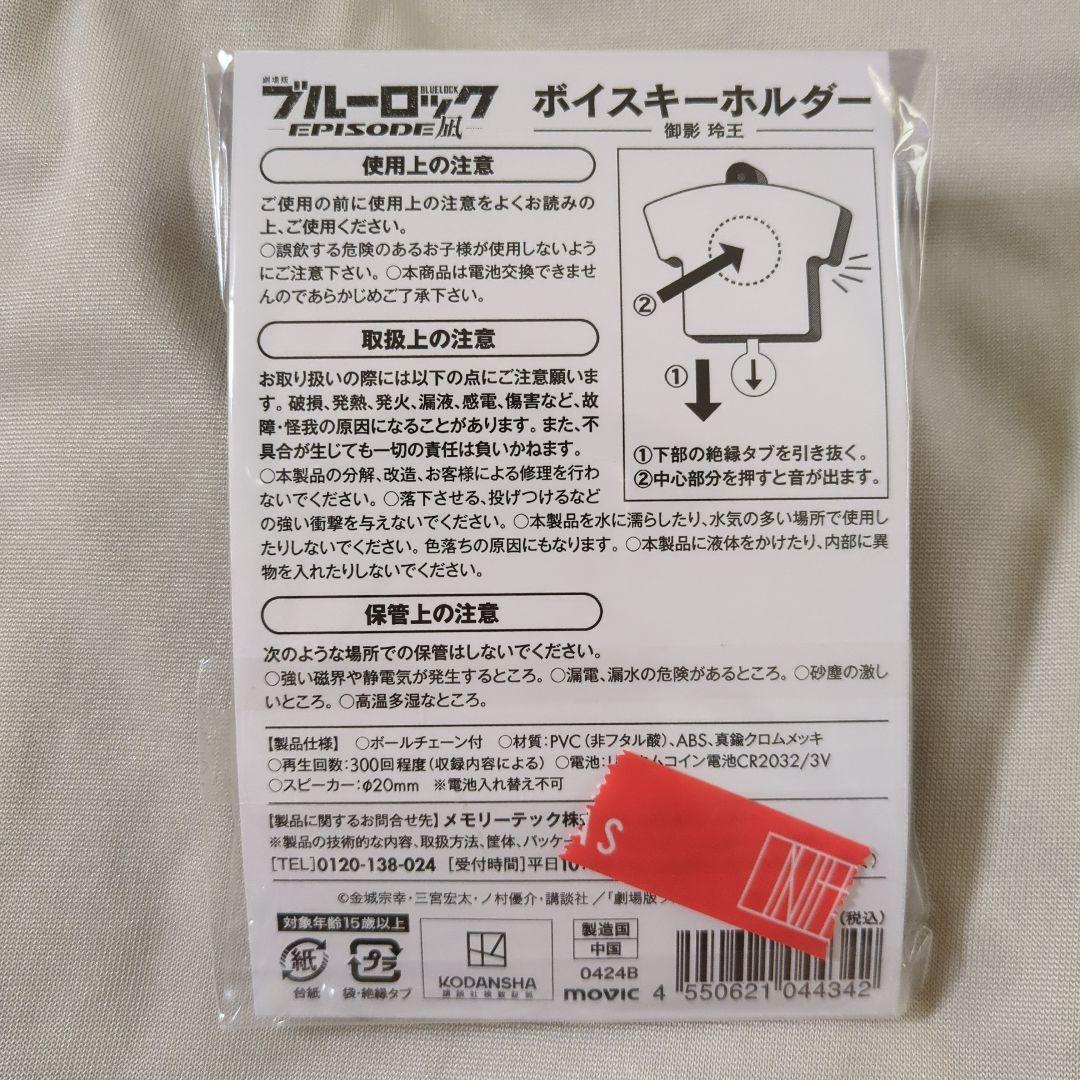 劇場版
ブルーロック
BLUELOCK
EPISODE凪
ボイスキーホルダー
御影 玲王
使用上の注意
ご使用の前に使用上の注意をよくお読みの
上、ご使用ください。
○誤飲する危険のあるお子様が使用しないよう
にご注意下さい。○本商品は電池交換できませ
んのであらかじめご了承下さい。
②
①
①下部の絶縁タブを引き抜く。
②中心部分を押すと音が出ます。
取扱上の注意
お取り扱いの際には以下の点にご注意願いま
す。破損、発熱、発火、漏液、感電、傷害など、故
障・怪我の原因になることがあります。また、不
具合が生じても一切の責任は負いかねます。
○本製品の分解、改造、お客様による修理を行わ
ないでください。○落下させる、投げつけるなど
の強い衝撃を与えないでください。○本製品を水に濡らしたり、水気の多い場所で使用し
たりしないでください。色落ちの原因にもなります。○本製品に液体をかけたり、内部に異
物を入れたりしないでください。
保管上の注意
次のような場所での保管はしないでください。
○強い磁界や静電気が発生するところ。○漏電、漏水の危険があるところ。○砂塵の激し
いところ。○高温多湿なところ。
【製品仕様】 ○ボールチェーン付 ○材質:PVC(非フタル酸)、ABS、真鍮クロムメッキ
○再生回数:300回程度(収録内容による) ○電池:コイン電池CR2032/3V
○スピーカー:φ20mm ※電池入れ替え不可
【製品に関するお問合せ先】メモリーテック株
※製品の技術的な内容、取扱方法、筐体、パッケー
[TEL]0120-138-024 [受付時間]平日
©金城宗幸・三宮宏太・ノ村優介・講談社/「劇場版
(税込)
対象年齢15歳以上
紙
台紙
プラ
袋・絶縁タブ
KODANSHA
講談社検観証紙
製造国
中国
0424B
movic
4 550621 044342
AS